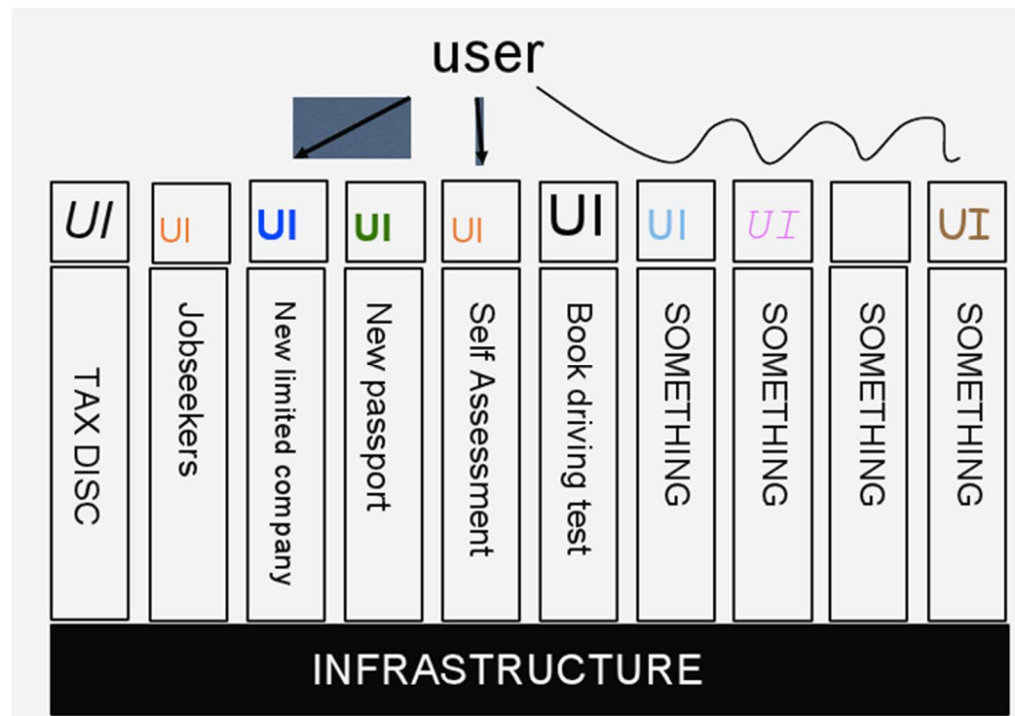 user
UI
UI
UI
UI
UI
UI
UI
UI
UI
TAX DISC
Jobseekers
New limited company
New passport
Self Assessment
Book driving test
SOMETHING
SOMETHING
SOMETHING
SOMETHING
INFRASTRUCTURE